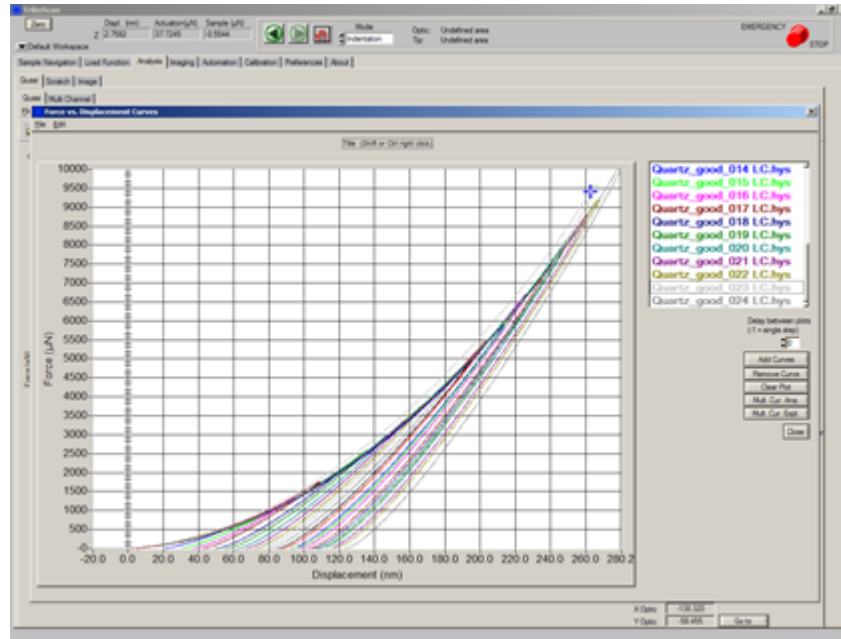 TriboScan
Zero
Displ. (nm) Actuation(µN) Sample (µN)
Z 2.7582 37.7245 -0.5544
Mode
Indentation
Optic: Undefined area
Tip: Undefined area
EMERGENCY
STOP
Default Workspace
Sample Navigation Load Function Analysis Imaging Automation Calibration Preferences About
Quasi Scratch Image
Quasi Multi Channel
Force vs. Displacement Curves
File Edit
Title (Shift or Ctrl right click)
10000
9500
9000
8500
8000
7500
7000
6500
6000
5500
5000
4500
4000
3500
3000
2500
2000
1500
1000
500
-0
Force (µN)
Force (µN)
-20.0 0.0 20.0 40.0 60.0 80.0 100.0 120.0 140.0 160.0 180.0 200.0 220.0 240.0 260.0 280.2
Displacement (nm)
Quartz_good_014 LC.hys
Quartz_good_015 LC.hys
Quartz_good_016 LC.hys
Quartz_good_017 LC.hys
Quartz_good_018 LC.hys
Quartz_good_019 LC.hys
Quartz_good_020 LC.hys
Quartz_good_021 LC.hys
Quartz_good_022 LC.hys
Quartz_good_023 LC.hys
Quartz_good_024 LC.hys
Delay between plots
(-1 = single step)
0
Add Curves
Remove Curve
Clear Plot
Mult. Cur. Ana.
Mult. Cur. Expt.
Close
X Optic -138.320
Y Optic -58.455 Go to